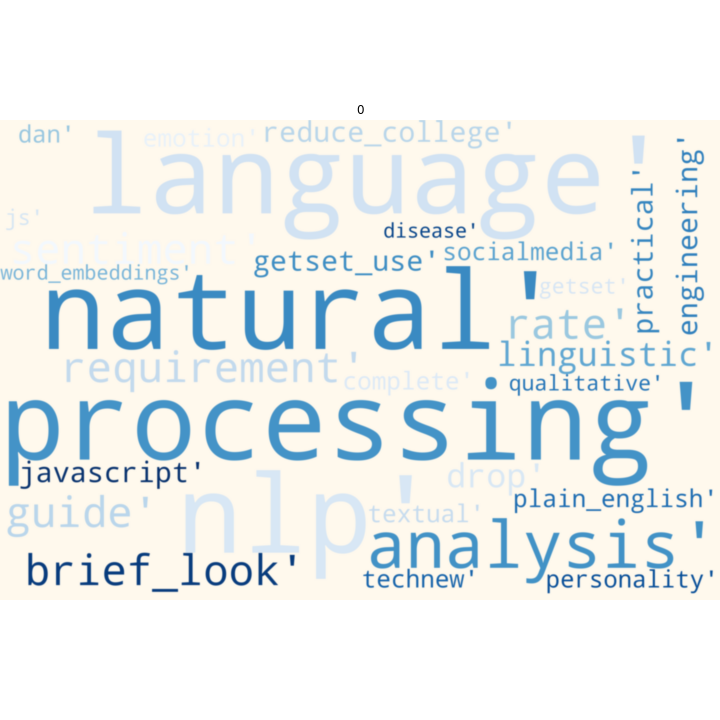 0
dan'
emotion'
reduce_college'
language'
practical'
engineering'
js'
disease'
sentiment'
getset_use'
socialmedia'
word_embeddings'
natural'
getset'
rate'
requirement'
linguistic'
complete'
qualitative'
processing'
javascript'
nlp'
drop'
guide'
textual'
plain_english'
analysis'
brief_look'
technew'
personality'